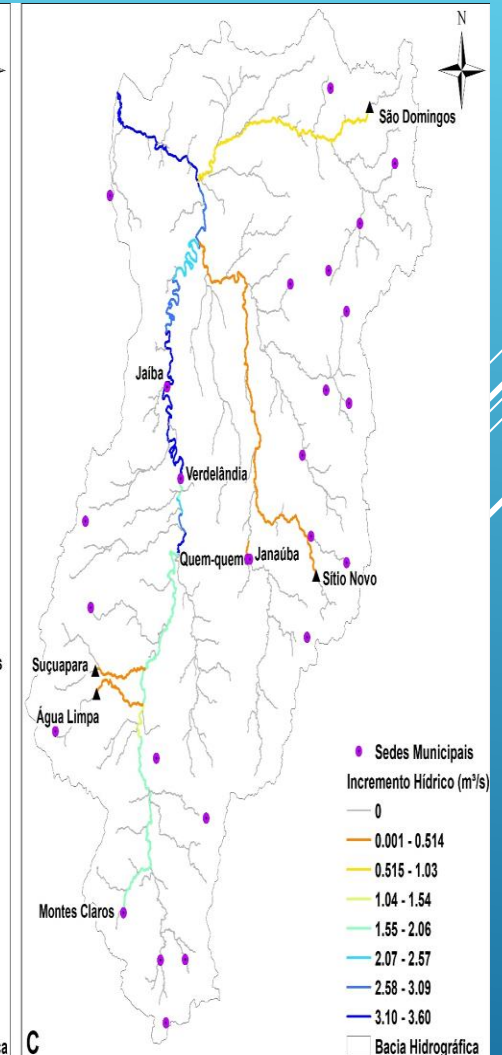 N
São Domingos
Jaíba
Verdelândia
Quem-quem
Janaúba
Sítio Novo
Suçuapara
Água Limpa
Montes Claros
Sedes Municipais
Incremento Hídrico (m³/s)
0
0.001 - 0.514
0.515 - 1.03
1.04 - 1.54
1.55 - 2.06
2.07 - 2.57
2.58 - 3.09
3.10 - 3.60
Bacia Hidrográfica
C